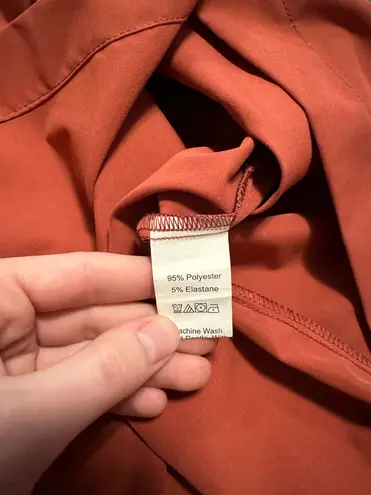 95% Polyester
5% Elastane
achine Wash